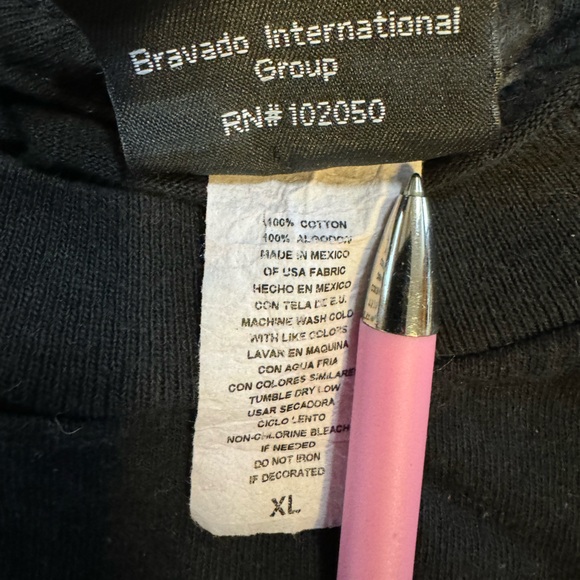 Bravado International
Group
RN#102050
100% COTTON
100% ALGODON
MADE IN MEXICO
OF USA FABRIC
HECHO EN MEXICO
CON TELA DE E.U.
MACHINE WASH COLD
WITH LIKE COLORS
LAVAR EN MAQUINA
CON AGUA FRIA
CON COLORES SIMILARE
TUMBLE DRY LOW
USAR SECADORA
CICLO LENTO
NON-CHLORINE BLEACH
IF NEEDED
DO NOT IRON
IF DECORATED
XL